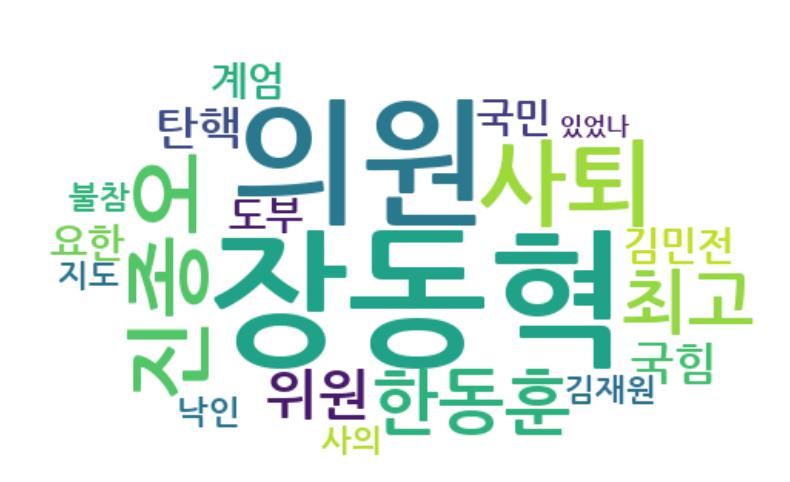 계엄
탄핵
의원
국민
있었나
사퇴
불참
진종오
도부
요한
지도
장동혁
김민전
최고
국힘
낙인
위원
한동훈
김재원
사의